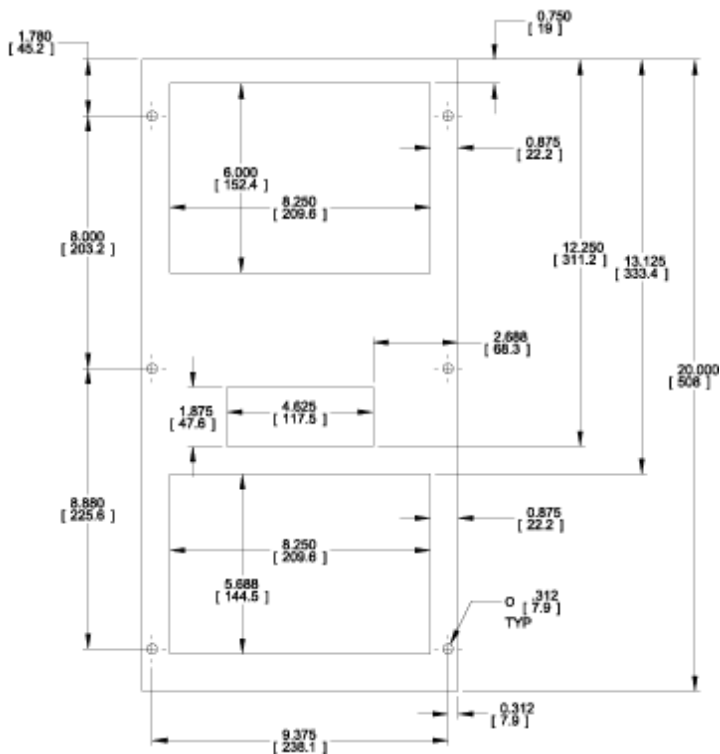 0.750
[ 19 ]
1.780
[ 45.2 ]
0.875
[ 22.2 ]
6.000
[ 152.4 ]
8.250
[ 209.6 ]
8.000
[ 203.2 ]
12.250
[ 311.2 ]
13.125
[ 333.4 ]
2.688
[ 68.3 ]
20.000
[ 508 ]
1.875
[ 47.6 ]
4.625
[ 117.5 ]
8.880
[ 225.6 ]
0.875
[ 22.2 ]
8.250
[ 209.6 ]
5.688
[ 144.5 ]
O .312
[ 7.9 ]
TYP
0.312
[ 7.9 ]
9.375
[ 238.1 ]